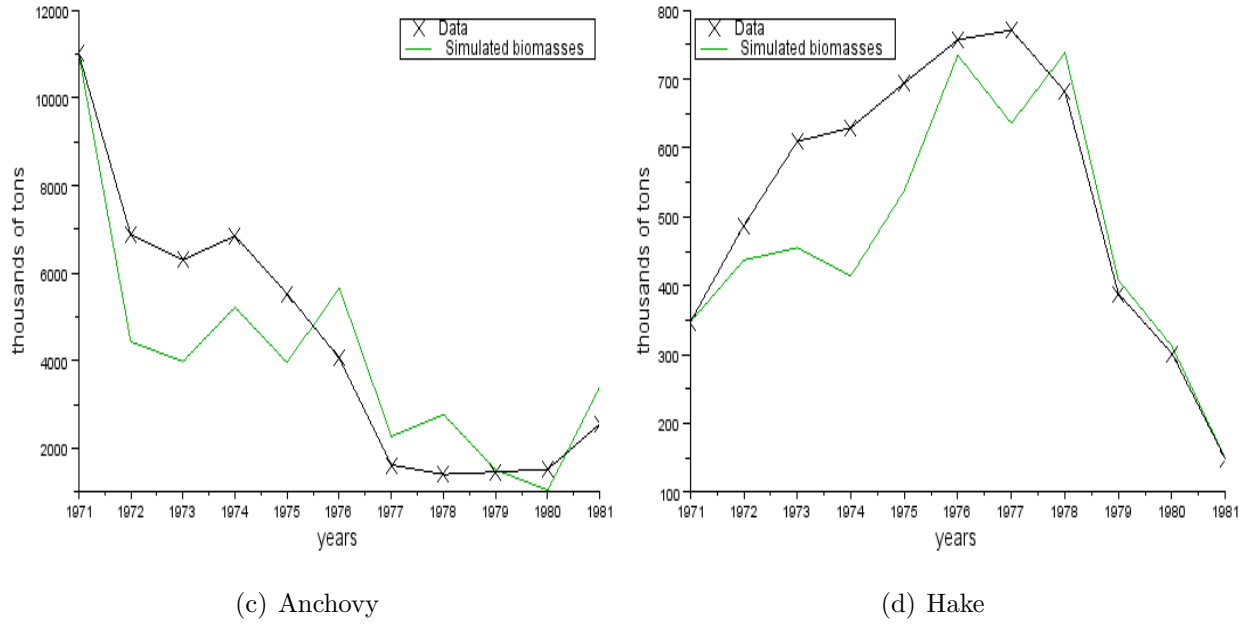 Data
Simulated biomasses
12000
10000
8000
6000
4000
2000
thousands of tons
1971 1972 1973 1974 1975 1976 1977 1978 1979 1980 1981
years
(c) Anchovy
Data
Simulated biomasses
800
700
600
500
400
300
200
100
thousands of tons
1971 1972 1973 1974 1975 1976 1977 1978 1979 1980 1981
years
(d) Hake